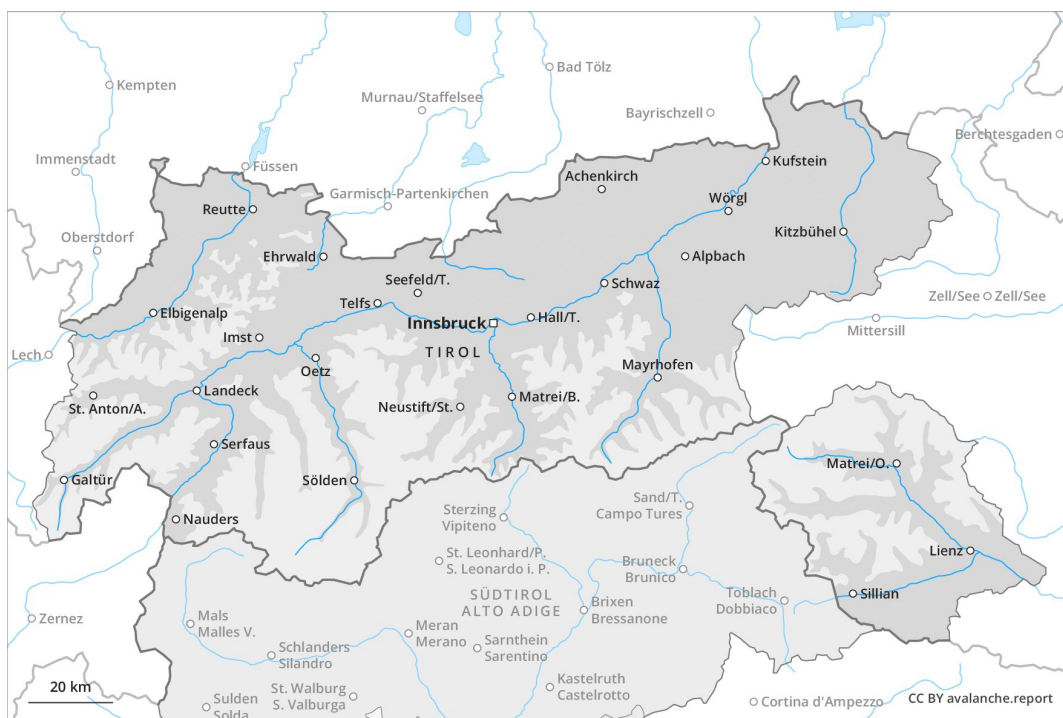 Kempten
Bad Tölz
Murnau/Staffelsee
Bayrischzell
Berchtesgaden
Immenstadt
Füssen
Kufstein
Achenkirch
Garmisch-Partenkirchen
Reutte
Wörgl
Kitzbühel
Oberstdorf
Ehrwald
Alpbach
Seefeld/T.
Schwaz
Zell/See
Zell/See
Telfs
Elbigenalp
Innsbruck
Hall/T.
Mittersill
Imst
TIROL
Lech
Oetz
Mayrhofen
Landeck
St. Anton/A.
Neustift/St.
Matrei/B.
Serfaus
Matrei/O.
Galtür
Sölden
Sand/T.
Campo Tures
Sterzing
Vipiteno
Nauders
Lienz
St. Leonhard/P.
S. Leonardo i. P.
Bruneck
Brunico
SÜDTIROL
ALTO ADIGE
Sillian
Toblach
Dobbiaco
Brixen
Bressanone
Zernez
Mals
Malles V.
Meran
Merano
Sarnthein
Sarentino
Schlanders
Silandro
Kastelruth
Castelrotto
20 km
St. Walburg
S. Valburga
Sulden
Solda
Cortina d'Ampezzo
CC BY avalanche.report